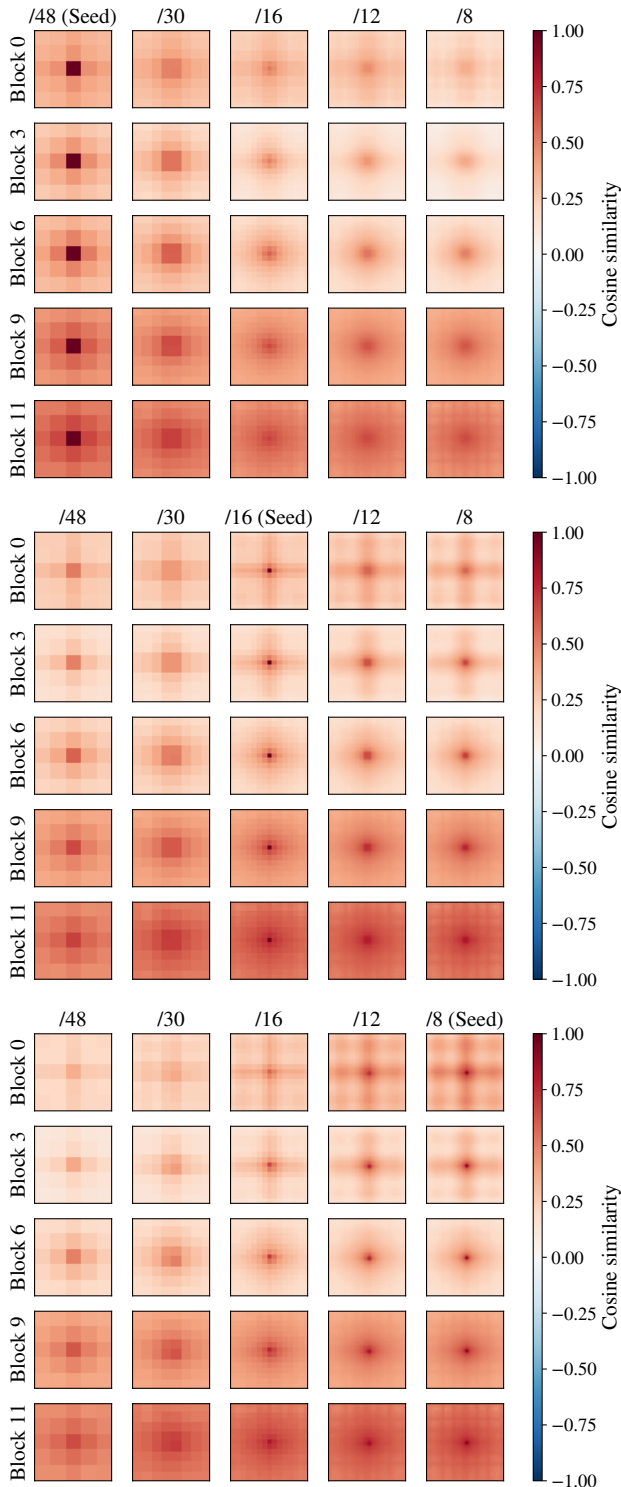 /48 (Seed) /30 /16 /12 /8
Block 0
Block 3
Block 6
Block 9
Block 11
1.00
0.75
0.50
0.25
0.00
−0.25
−0.50
−0.75
−1.00
Cosine similarity
/48 /30 /16 (Seed) /12 /8
Block 0
Block 3
Block 6
Block 9
Block 11
1.00
0.75
0.50
0.25
0.00
−0.25
−0.50
−0.75
−1.00
Cosine similarity
/48 /30 /16 /12 /8 (Seed)
Block 0
Block 3
Block 6
Block 9
Block 11
1.00
0.75
0.50
0.25
0.00
−0.25
−0.50
−0.75
−1.00
Cosine similarity